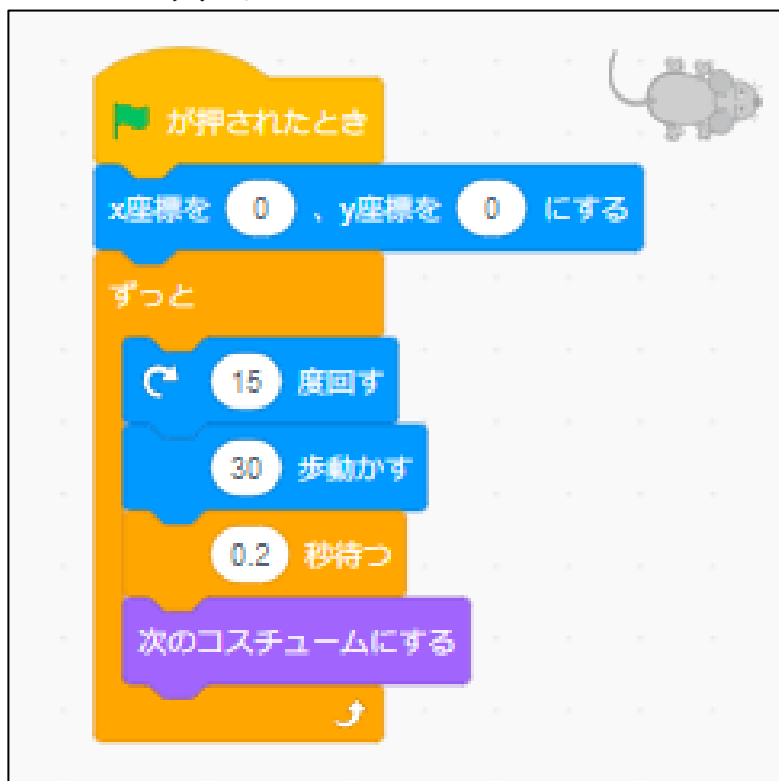 が押されたとき
x座標を 0 、y座標を 0 にする
ずっと
15 度回す
30 歩動かす
0.2 秒待つ
次のコスチュームにする